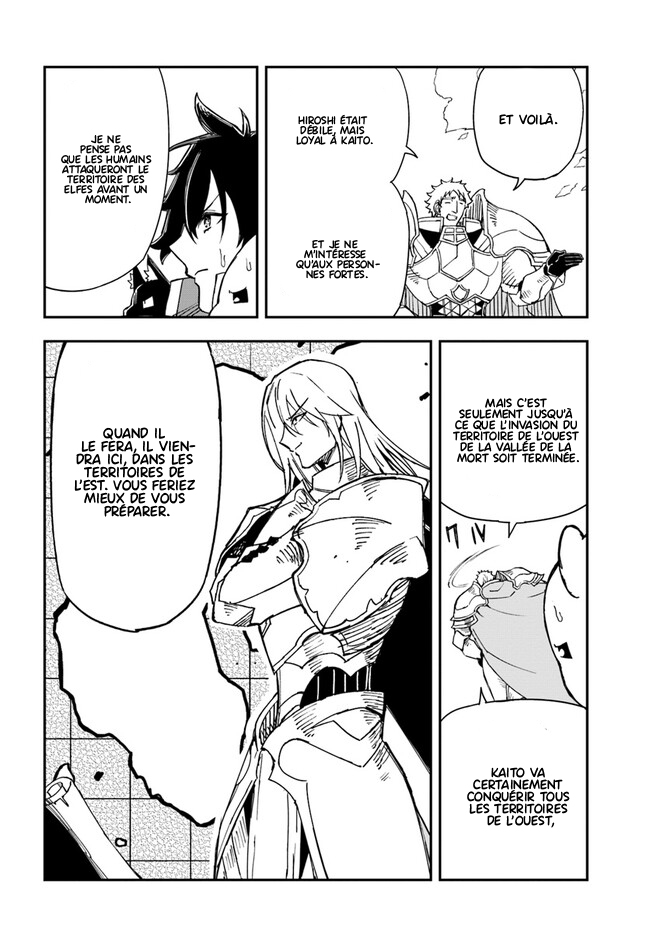 ET VOILÀ.
HIROSHI ÉTAIT
DÉBILE, MAIS
LOYAL À KAITO.
ET JE NE
M'INTÉRESSE
QU'AUX PERSON-
NES FORTES.
JE NE
PENSE PAS
QUE LES HUMAINS
ATTAQUERONT LE
TERRITOIRE DES
ELFES AVANT UN
MOMENT.
MAIS C'EST
SEULEMENT JUSQU'À
CE QUE L'INVASION DU
TERRITOIRE DE L'OUEST
DE LA VALLÉE DE LA
MORT SOIT TERMINÉE.
クルッ
KAITO VA
CERTAINEMENT
CONQUÉRIR TOUS
LES TERRITOIRES
DE L'OUEST,
QUAND IL
LE FERA, IL VIEN-
DRA ICI, DANS LES
TERRITOIRES DE
L'EST. VOUS FERIEZ
MIEUX DE VOUS
PRÉPARER.